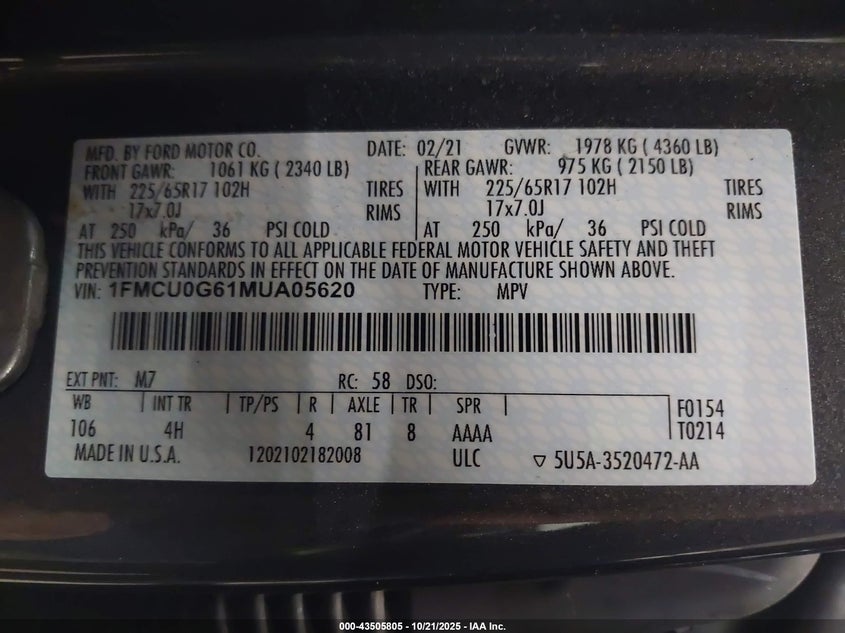 MFD. BY FORD MOTOR CO. DATE: 02/21 GVWR: 1978 KG ( 4360 LB)
FRONT GAWR: 1061 KG ( 2340 LB) REAR GAWR: 975 KG ( 2150 LB)
WITH 225/65R17 102H TIRES WITH 225/65R17 102H TIRES
17x7.0J RIMS 17x7.0J RIMS
AT 250 kPa/ 36 PSI COLD AT 250 kPa/ 36 PSI COLD
THIS VEHICLE CONFORMS TO ALL APPLICABLE FEDERAL MOTOR VEHICLE SAFETY AND THEFT
PREVENTION STANDARDS IN EFFECT ON THE DATE OF MANUFACTURE SHOWN ABOVE.
VIN: 1FMCU0G61MUA05620 TYPE: MPV
EXT PNT: M7 RC: 58 DSO:
WB INT TR TP/PS R AXLE TR SPR F0154
106 4H 4 81 8 AAAA T0214
MADE IN U.S.A. 1202102182008 ULC ▽ 5U5A-3520472-AA
000-43505805 - 10/21/2025 - IAA Inc.